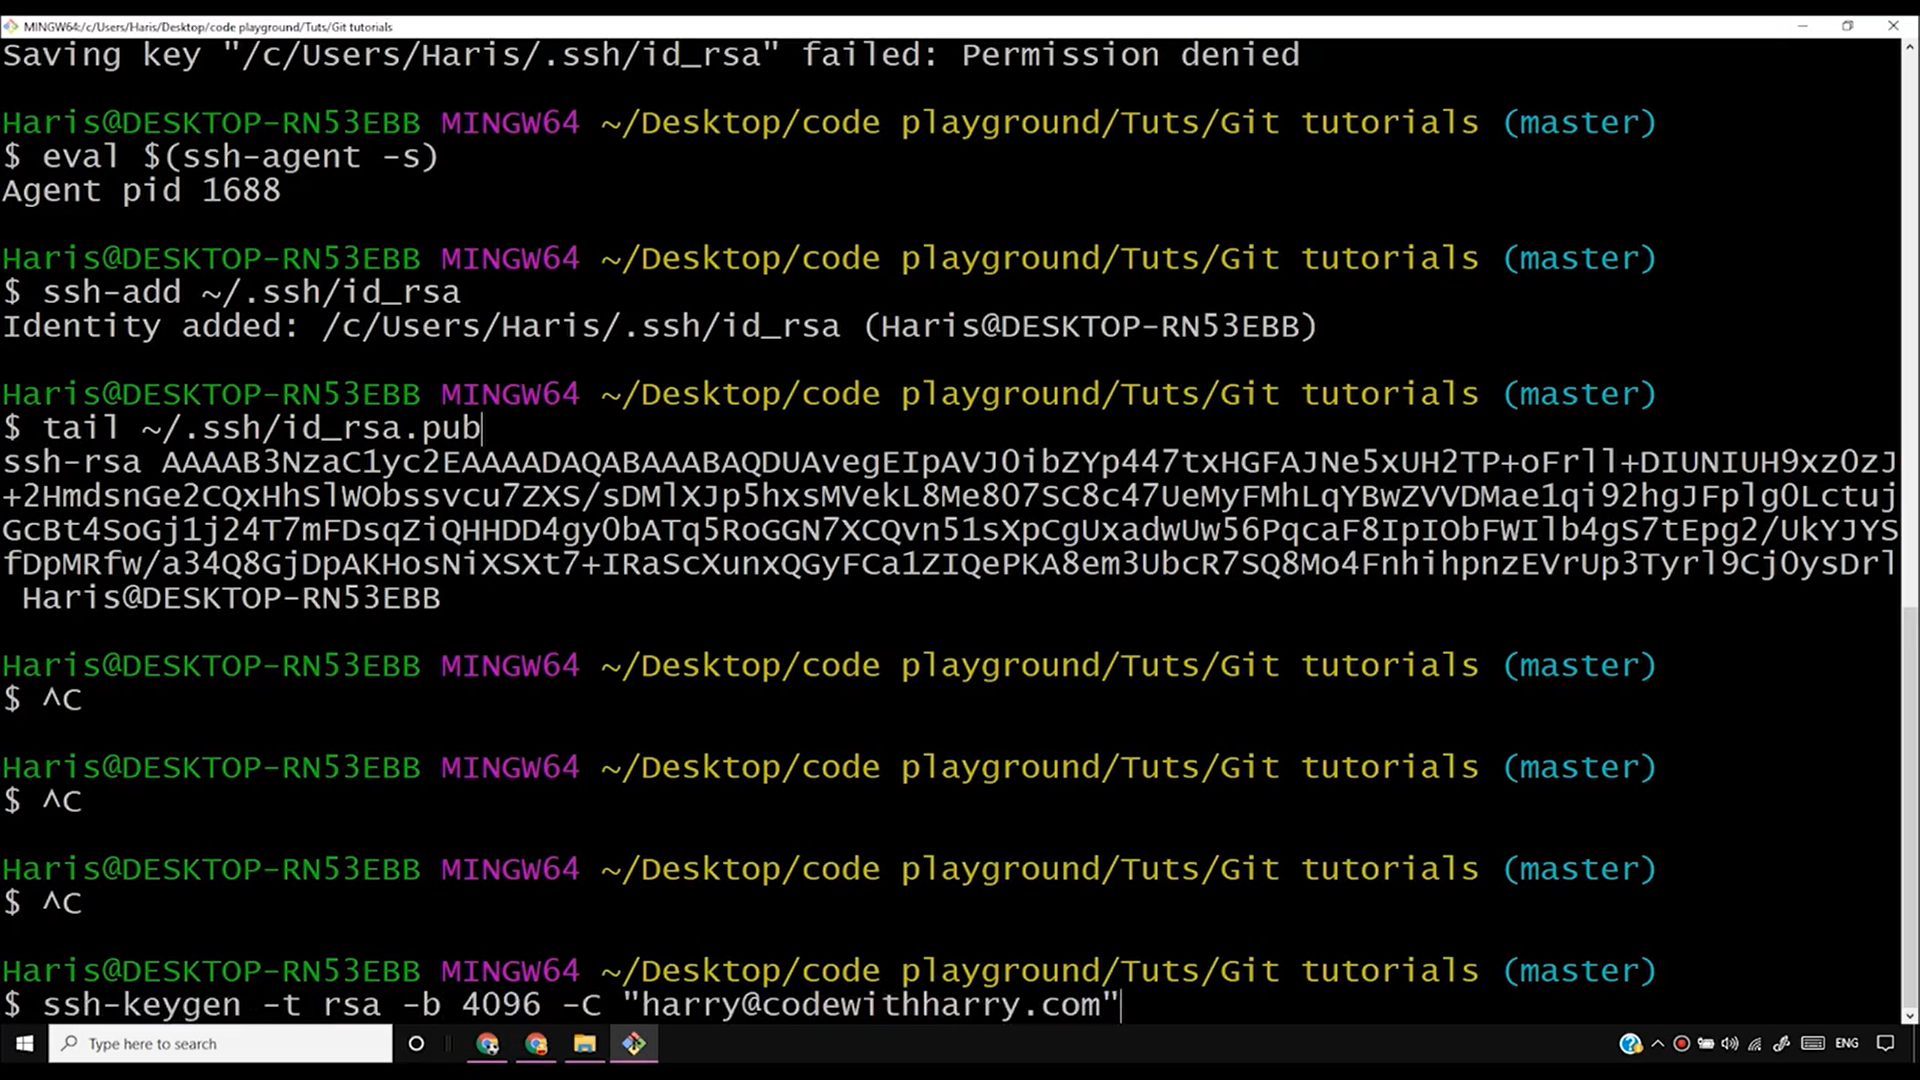 MINGW64:/c/Users/Haris/Desktop/code playground/Tuts/Git tutorials
Saving key "/c/Users/Haris/.ssh/id_rsa" failed: Permission denied
Haris@DESKTOP-RN53EBB MINGW64 ~/Desktop/code playground/Tuts/Git tutorials (master)
$ eval $(ssh-agent -s)
Agent pid 1688
Haris@DESKTOP-RN53EBB MINGW64 ~/Desktop/code playground/Tuts/Git tutorials (master)
$ ssh-add ~/.ssh/id_rsa
Identity added: /c/Users/Haris/.ssh/id_rsa (Haris@DESKTOP-RN53EBB)
Haris@DESKTOP-RN53EBB MINGW64 ~/Desktop/code playground/Tuts/Git tutorials (master)
$ tail ~/.ssh/id_rsa.pub
ssh-rsa AAAAB3NzaC1yc2EAAAADAQABAAABAQDUAvegEIpAVJ0ibZYp447txHGFAJNe5xUH2TP+oFrll+DIUNIUH9xz0zJ
+2HmdsnGe2CQxHhSlWObssvcu7ZXS/sDMlXJp5hxsMVekL8Me8O7SC8c47UeMyFMhLqYBwZVVDMae1qi92hgJFplg0Lctuj
GcBt4SoGj1j24T7mFDsqZiQHHDD4gy0bATq5RoGGN7XCQvn51sXpCgUxadwUw56PqcaF8IpIObFWIlb4gS7tEpg2/UkYJYS
fDpMRfw/a34Q8GjDpAKHosNiXSXt7+IRaScXunxQGyFCa1ZIQePKA8em3UbcR7SQ8Mo4FnhihpnzEVrUp3Tyrl9Cj0ysDrl
Haris@DESKTOP-RN53EBB
Haris@DESKTOP-RN53EBB MINGW64 ~/Desktop/code playground/Tuts/Git tutorials (master)
$ ^C
Haris@DESKTOP-RN53EBB MINGW64 ~/Desktop/code playground/Tuts/Git tutorials (master)
$ ^C
Haris@DESKTOP-RN53EBB MINGW64 ~/Desktop/code playground/Tuts/Git tutorials (master)
$ ^C
Haris@DESKTOP-RN53EBB MINGW64 ~/Desktop/code playground/Tuts/Git tutorials (master)
$ ssh-keygen -t rsa -b 4096 -C "harry@codewithharry.com"
Type here to search
ENG